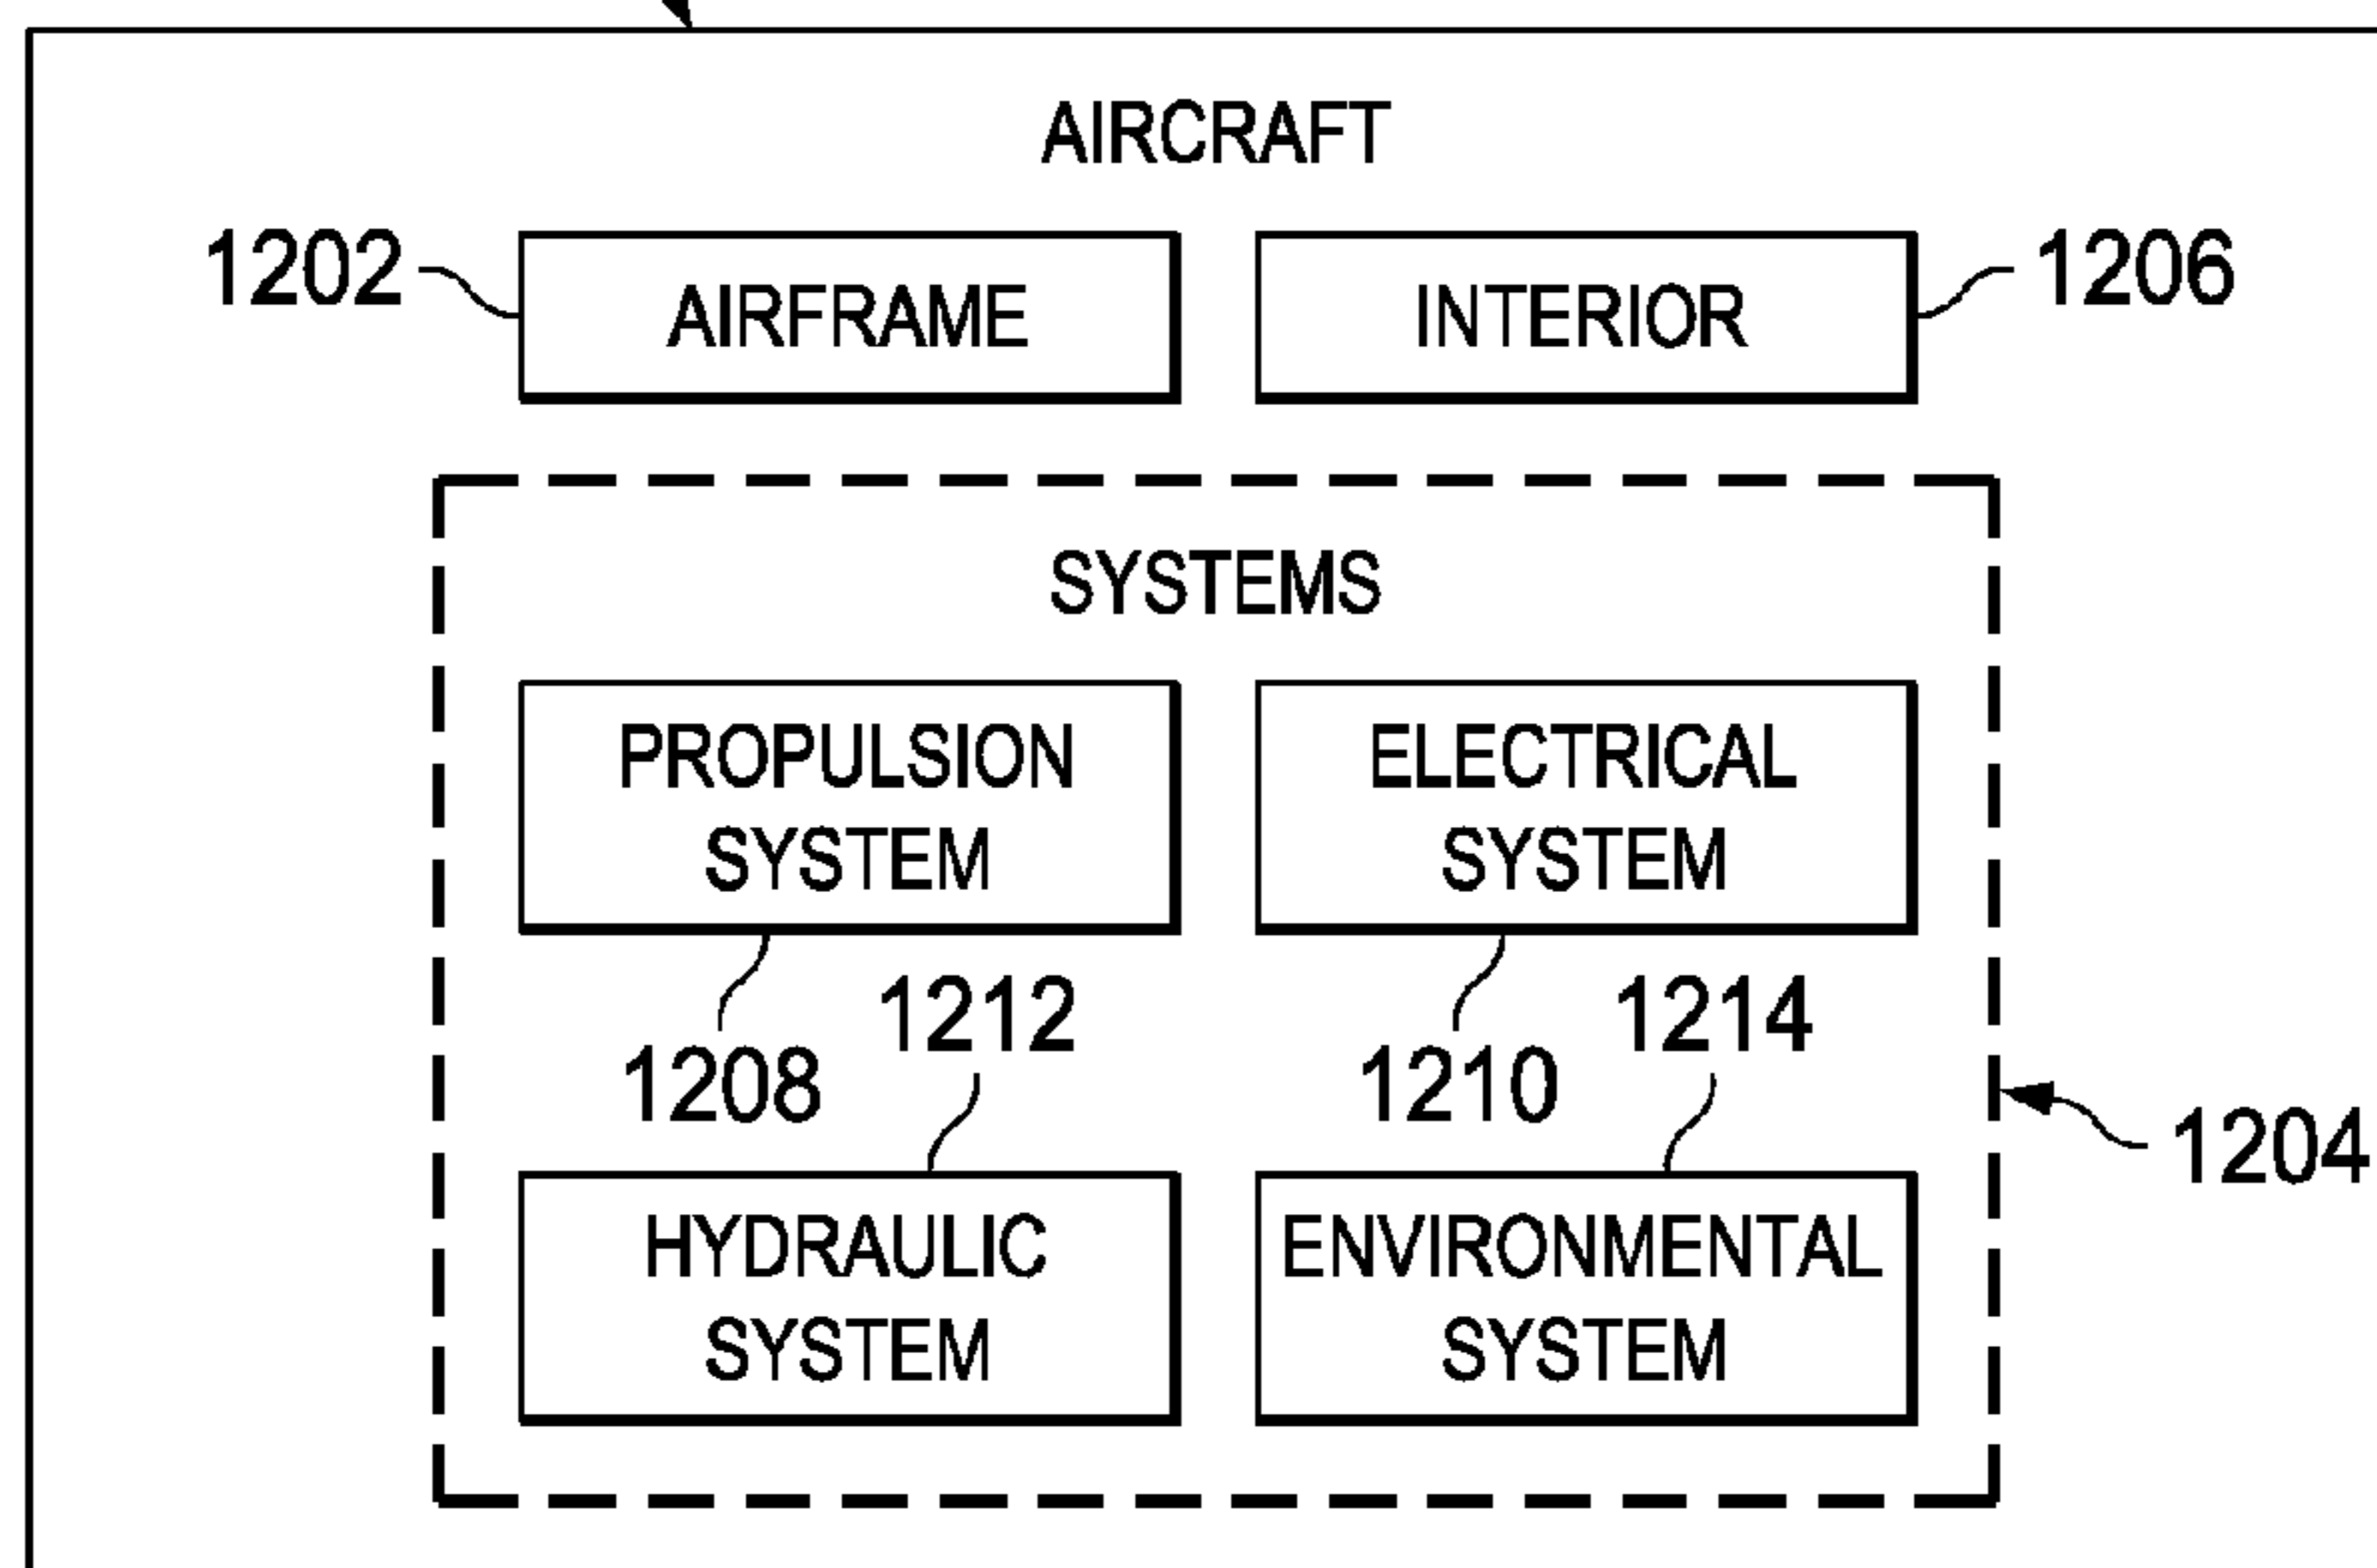 AIRCRAFT
1202
AIRFRAME
INTERIOR
1206
SYSTEMS
PROPULSION
SYSTEM
ELECTRICAL
SYSTEM
1208
1212
1210
1214
1204
HYDRAULIC
SYSTEM
ENVIRONMENTAL
SYSTEM